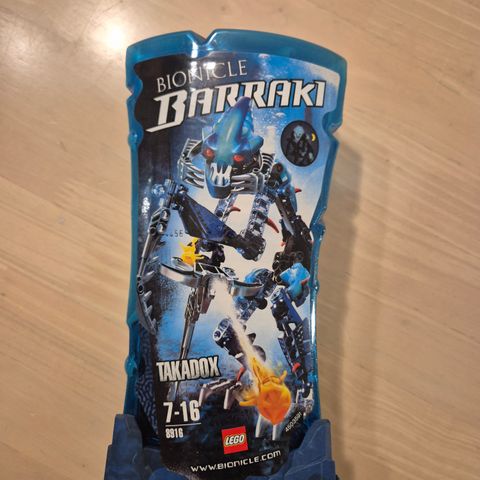 BIONICLE
BARRAKI
TAKADOX
7-16
8916
LEGO
WWW.BIONICLE.COM